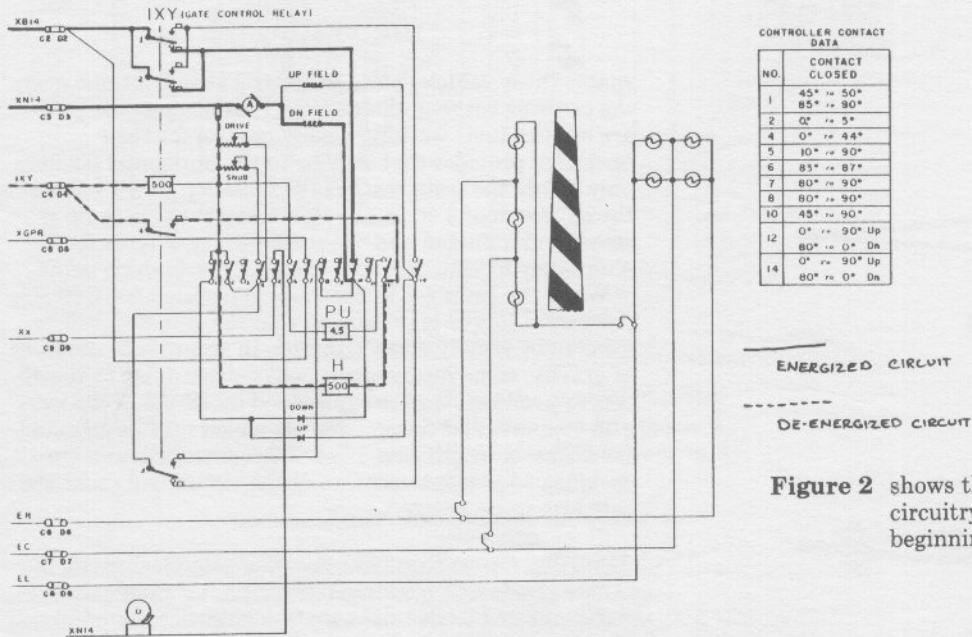 IXY (GATE CONTROL RELAY)
XB14
C2 D2
1
2
XN14
C3 D3
A
UP FIELD
DN FIELD
DRIVE
SNUB
IXY
C4 D4
500
4
XGPR
C5 D5
PU
4.5
H
500
DOWN
UP
3
ER
C6 D6
EC
C7 D7
EL
XN14
CONTROLLER CONTACT
DATA
NO. CONTACT CLOSED
1 45° to 50°
85° to 90°
2 0° to 5°
4 0° to 44°
5 10° to 90°
6 85° to 87°
7 80° to 90°
8 80° to 90°
10 45° to 90°
12 0° to 90° Up
80° to 0° Dn
14 0° to 90° Up
80° to 0° Dn
ENERGIZED CIRCUIT
DE-ENERGIZED CIRCUIT
Figure 2 shows th
circuitry
beginnin